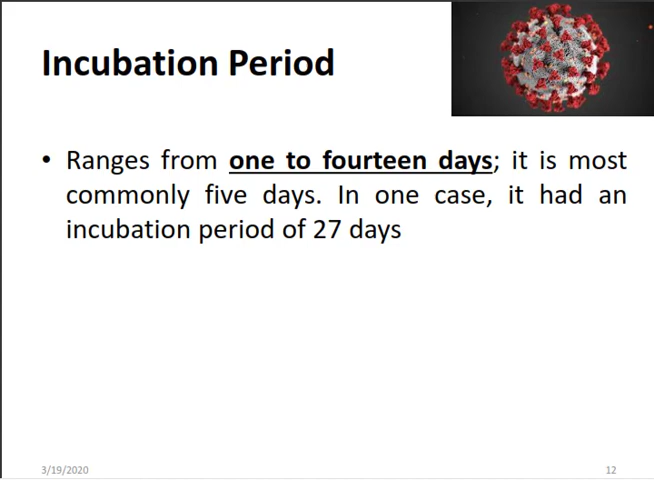 Incubation Period
• Ranges from one to fourteen days; it is most
commonly five days. In one case, it had an
incubation period of 27 days
3/19/2020
12